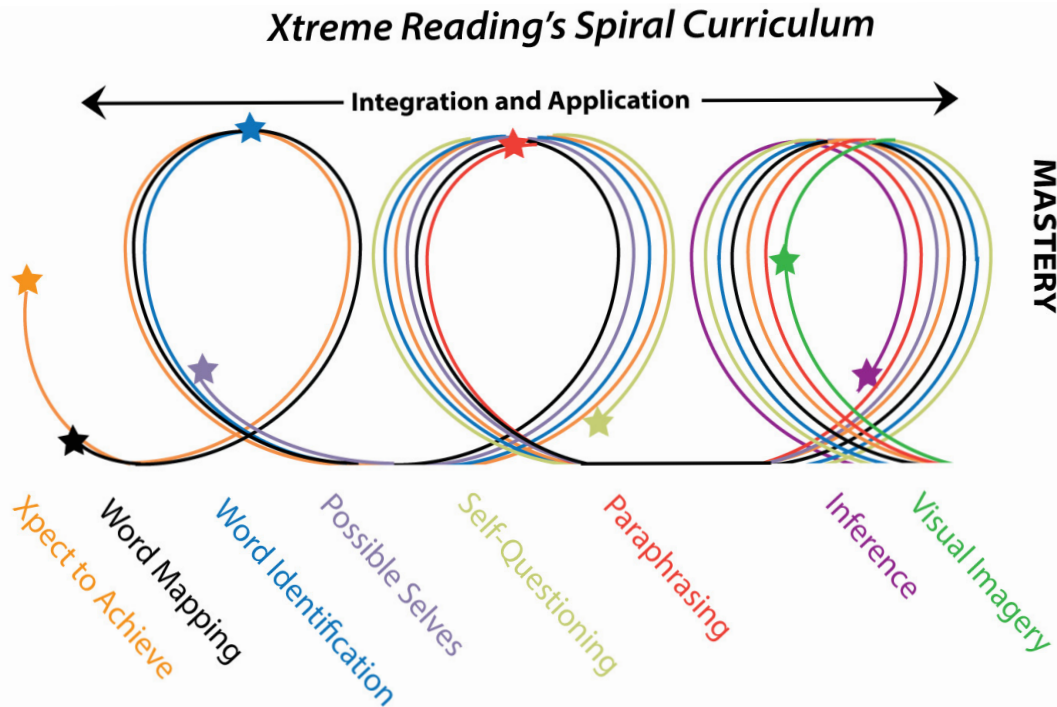 Xtreme Reading's Spiral Curriculum
Integration and Application
MASTERY
Xpect to Achieve
Word Mapping
Word Identification
Possible Selves
Self-Questioning
Paraphrasing
Inference
Visual Imagery